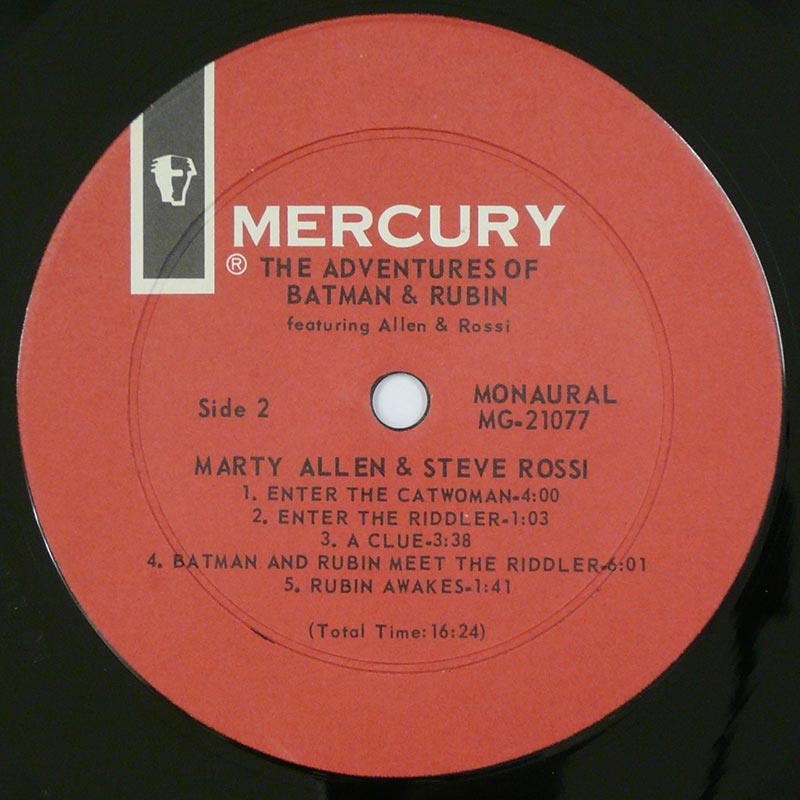 MERCURY
® THE ADVENTURES OF
BATMAN & RUBIN
featuring Allen & Rossi
Side 2
MONAURAL
MG-21077
MARTY ALLEN & STEVE ROSSI
1. ENTER THE CATWOMAN-4:00
2. ENTER THE RIDDLER-1:03
3. A CLUE-3:38
4. BATMAN AND RUBIN MEET THE RIDDLER-6:01
5. RUBIN AWAKES-1:41
(Total Time:16:24)